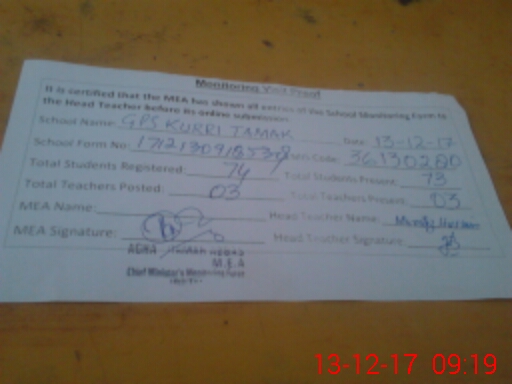 Monitoring Visit Proof
It is certified that the MEA has shown all entries of the School Monitoring Form to
the Head Teacher before its online submission.
School Name: GPS KURRI TAMAK Date: 13-12-17
School Form No: Code: 36130280
Total Students Registered: 74 Total Students Present: 73
Total Teachers Posted: 03 Total Teachers Present: 03
MEA Name: Head Teacher Name:
MEA Signature: Head Teacher Signature:
AGHA
M.E.A
Chief Minister's Monitoring Force
13-12-17 09:19